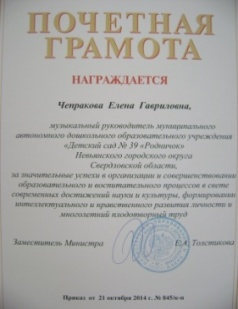 ПОЧЕТНАЯ
ГРАМОТА
НАГРАЖДАЕТСЯ
Чепракова Елена Гавриловна,
музыкальный руководитель муниципального
автономного дошкольного образовательного учреждения
«Детский сад № 39 «Родничок»
Невьянского городского округа
Свердловской области,
за значительные успехи в организации и совершенствовании
образовательного и воспитательного процессов в свете
современных достижений науки и культуры, формирование
интеллектуального и нравственного развития личности и
многолетний плодотворный труд
Заместитель Министра
Е.А. Толстикова
Приказ от 21 октября 2014 г. № 845/к-н